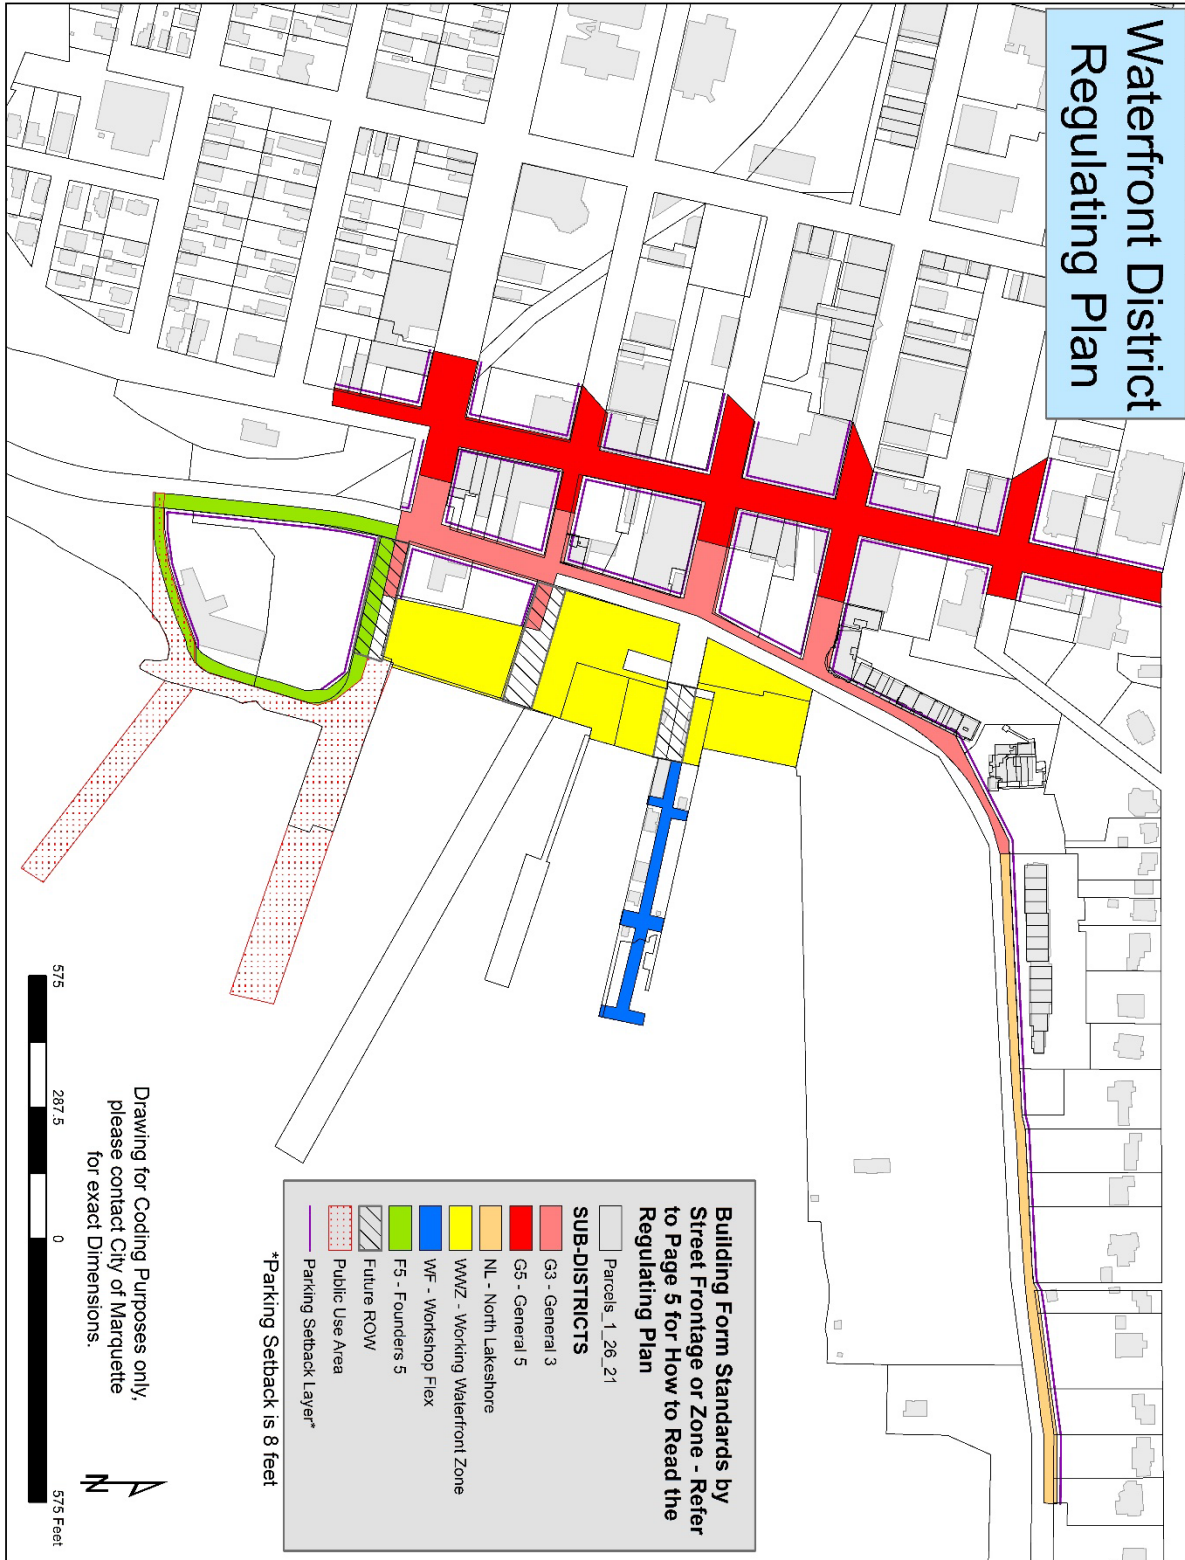 Waterfront District
Regulating Plan
Building Form Standards by
Street Frontage or Zone - Refer
to Page 5 for How to Read the
Regulating Plan
Parcels_1_26_21
SUB-DISTRICTS
G3 - General 3
G5 - General 5
NL - North Lakeshore
WWZ - Working Waterfront Zone
WF - Workshop Flex
F5 - Founders 5
Future ROW
Public Use Area
Parking Setback Layer*
*Parking Setback is 8 feet
N
Drawing for Coding Purposes only,
please contact City of Marquette
for exact Dimensions.
575 287.5 0 575 Feet